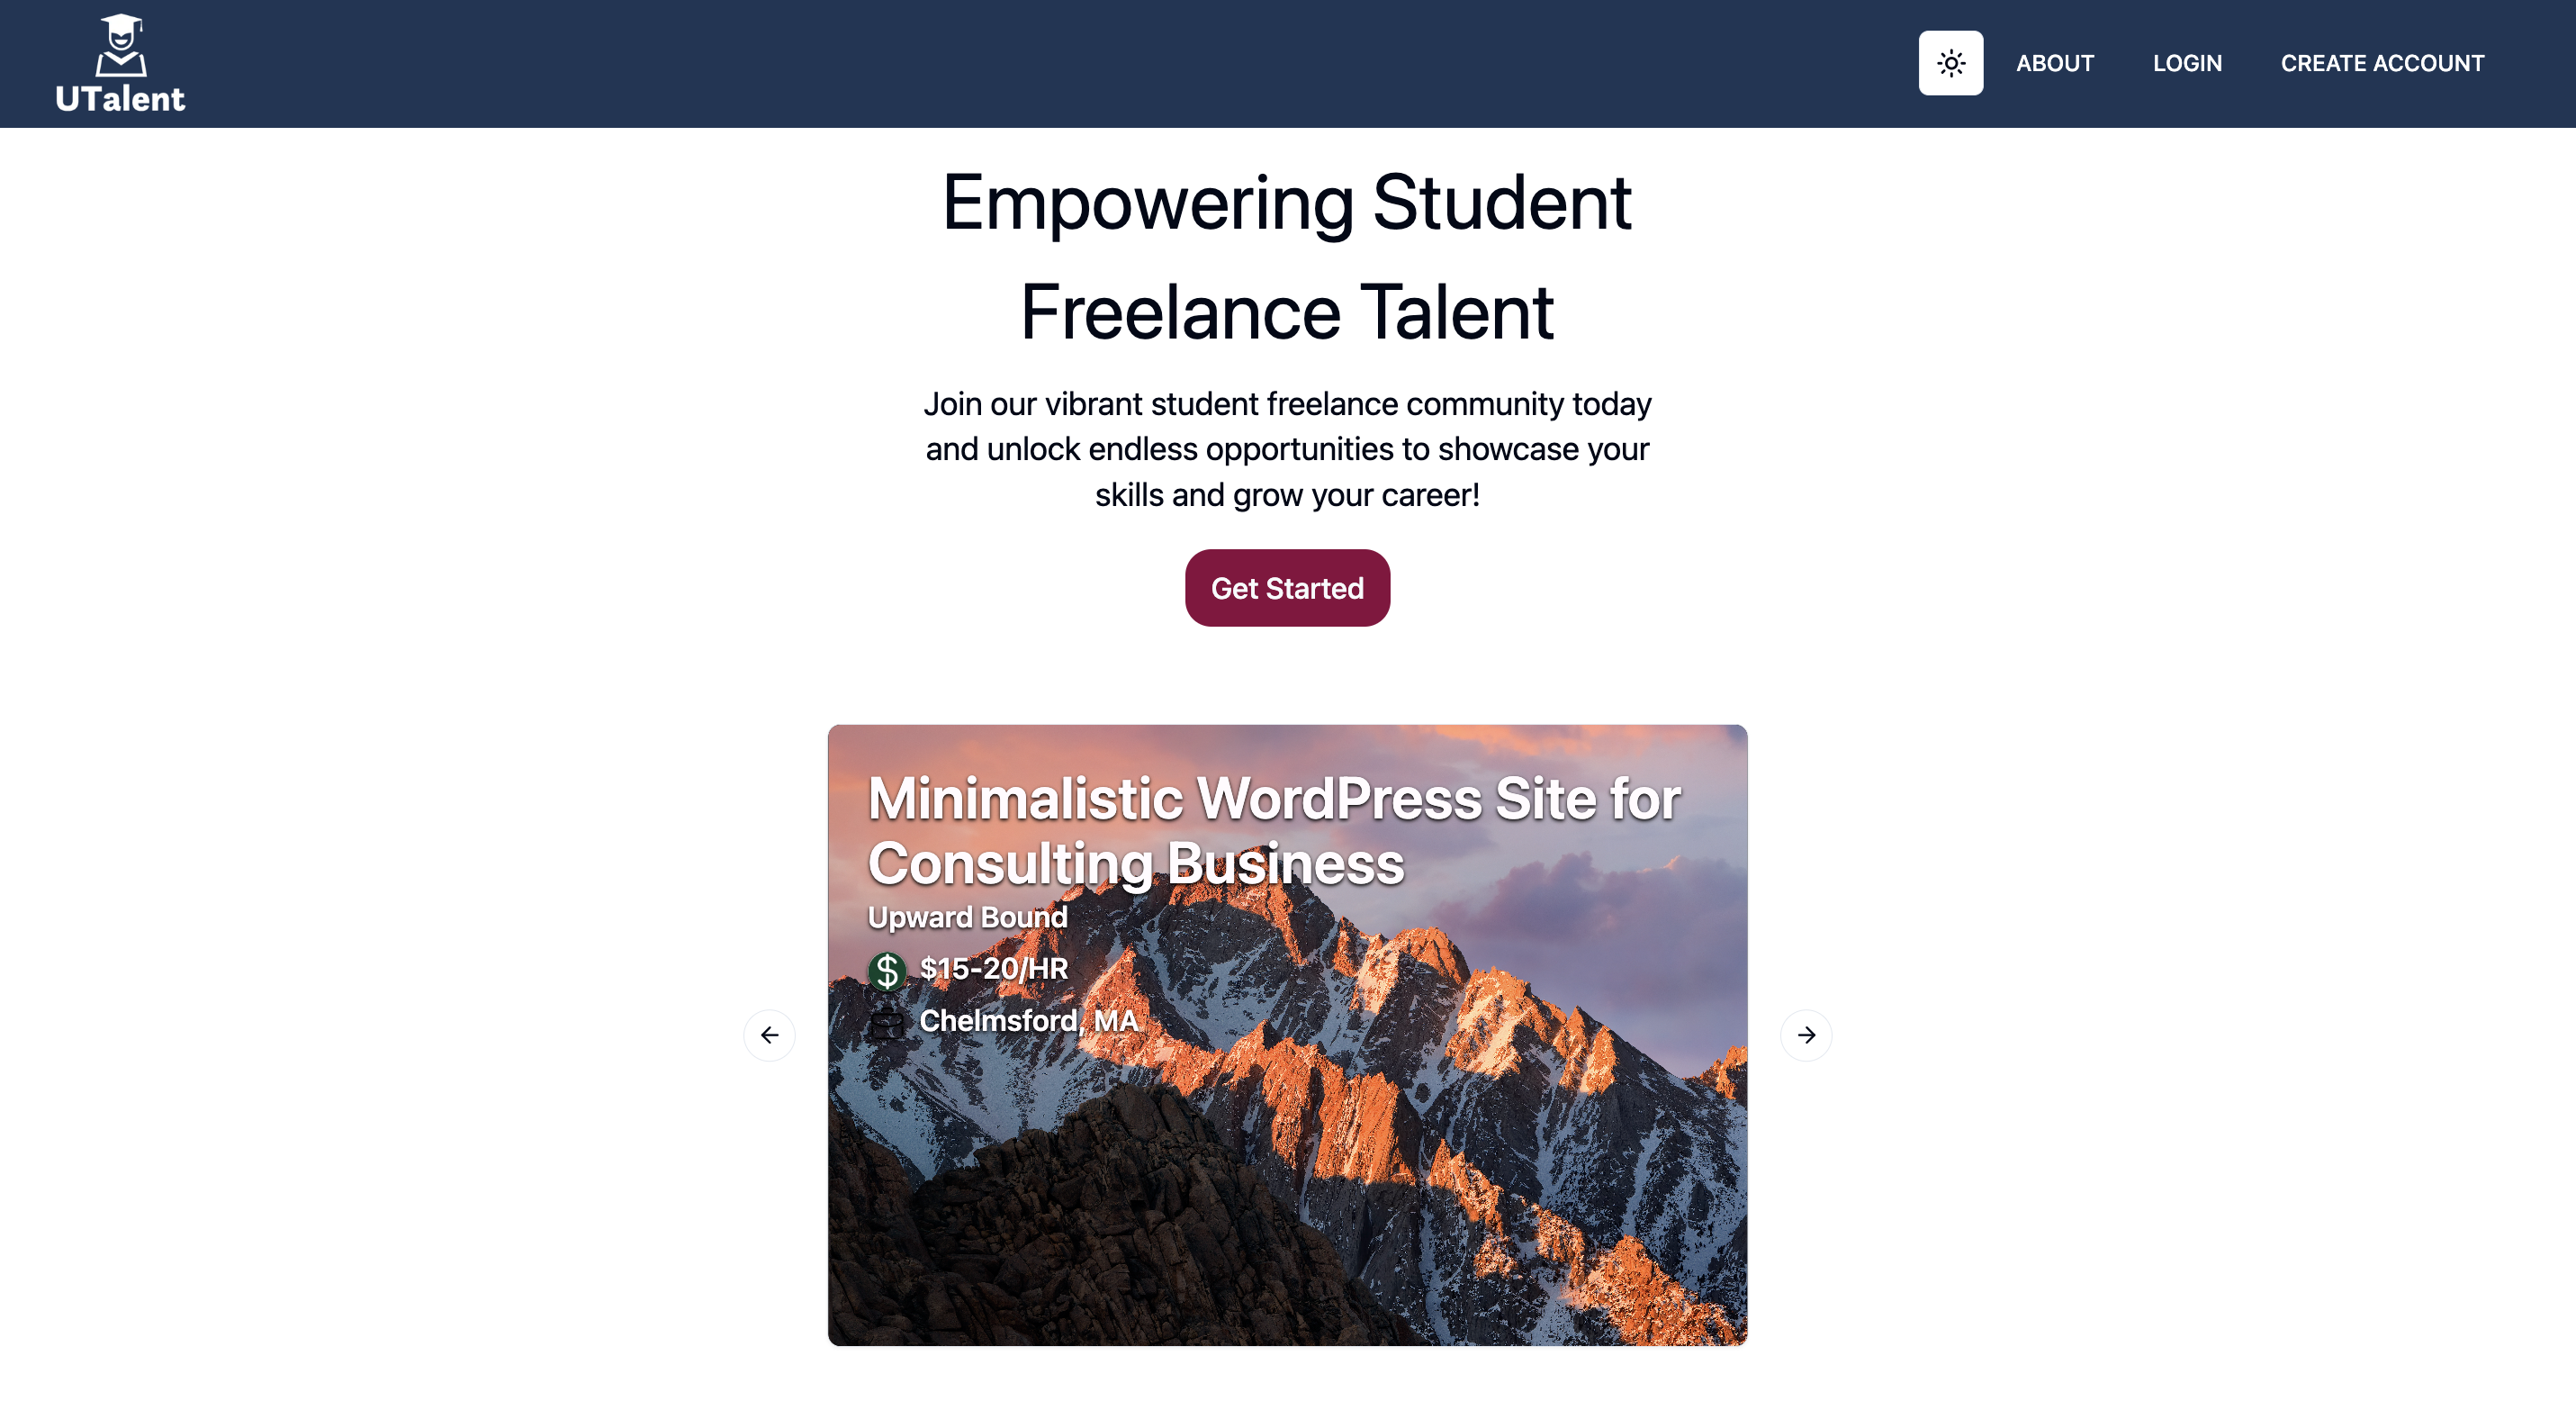 UTalent
ABOUT
LOGIN
CREATE ACCOUNT
Empowering Student
Freelance Talent
Join our vibrant student freelance community today
and unlock endless opportunities to showcase your
skills and grow your career!
Get Started
Minimalistic WordPress Site for
Consulting Business
Upward Bound
$ $15-20/HR
Chelmsford, MA